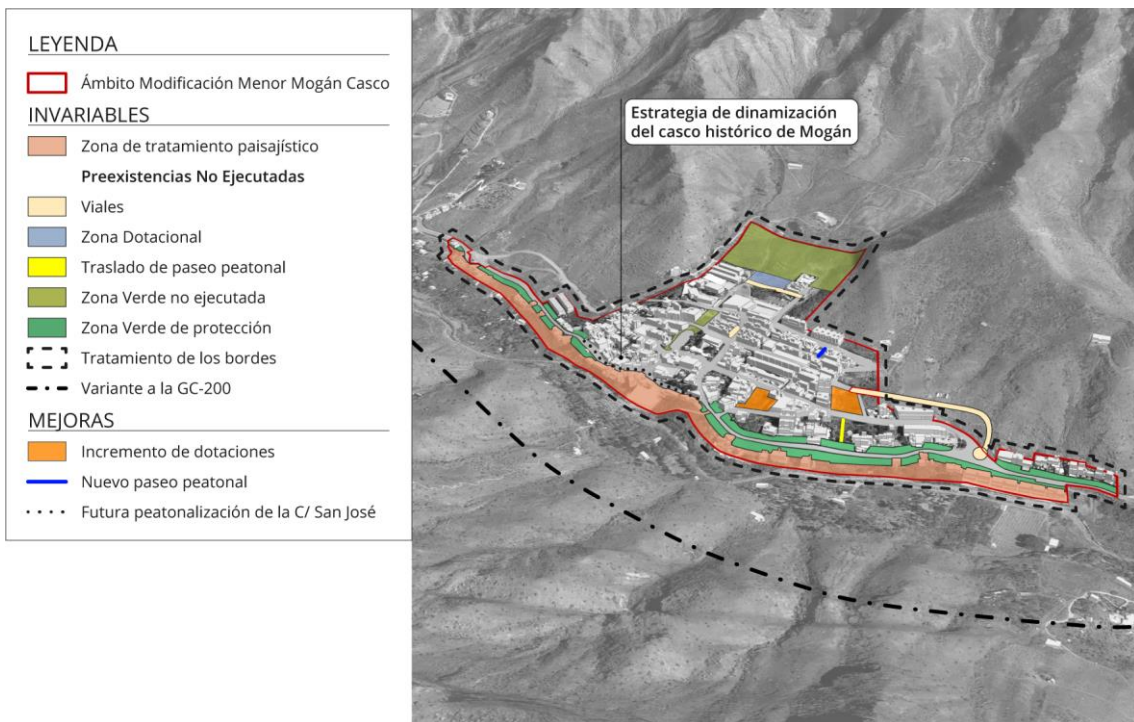 LEYENDA
Ámbito Modificación Menor Mogán Casco
INVARIABLES
Zona de tratamiento paisajístico
Preexistencias No Ejecutadas
Viales
Zona Dotacional
Traslado de paseo peatonal
Zona Verde no ejecutada
Zona Verde de protección
Tratamiento de los bordes
Variante a la GC-200
MEJORAS
Incremento de dotaciones
Nuevo paseo peatonal
Futura peatonalización de la C/ San José
Estrategia de dinamización
del casco histórico de Mogán